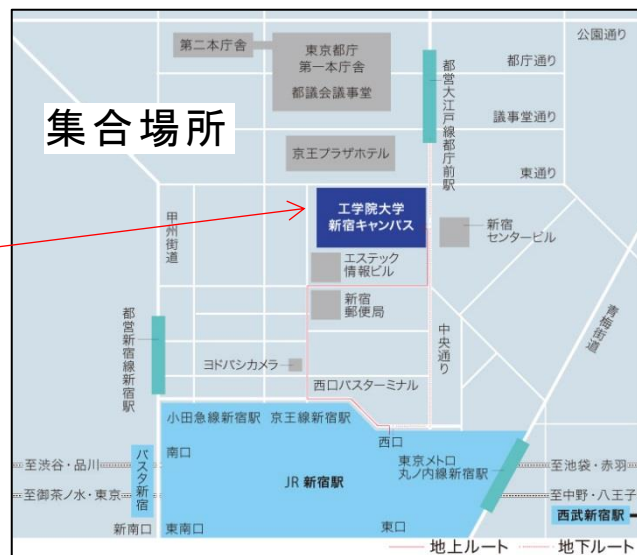 公園通り
第二本庁舎
東京都庁
第一本庁舎
都議会議事堂
都庁通り
都営大江戸線都庁前駅
集合場所
議事堂通り
京王プラザホテル
東通り
工学院大学
新宿キャンパス
甲州街道
新宿
センタービル
エステック
情報ビル
新宿
郵便局
青梅街道
都営新宿線新宿駅
中央通り
ヨドバシカメラ
西口バスターミナル
小田急線新宿駅
京王線新宿駅
西口
南口
バスタ新宿
至渋谷・品川
JR 新宿駅
東京メトロ
丸ノ内線新宿駅
至池袋・赤羽
至御茶ノ水・東京
至中野・八王子
西武新宿駅
新南口
東南口
東口
地上ルート
地下ルート